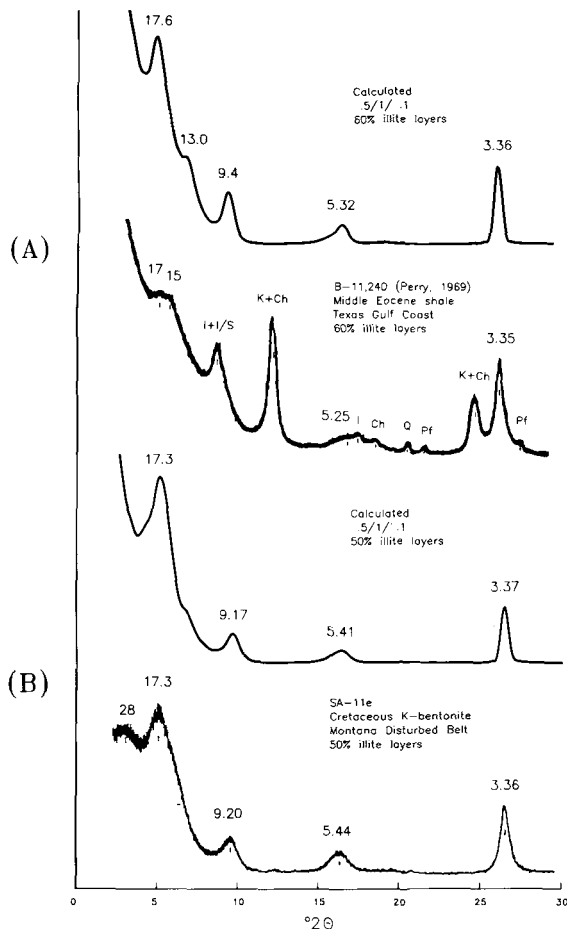 17.6
Calculated
.5/1/ .1
60% illite layers
13.0
9.4
5.32
3.36
(A)
17 15
B-11,240 (Perry, 1969)
Middle Eocene shale
Texas Gulf Coast
60% illite layers
I+I/S
K+Ch
5.25
I
Ch
Q
Pf
K+Ch
3.35
Pf
17.3
Calculated
.5/1/ .1
50% illite layers
9.17
5.41
3.37
(B)
28
17.3
SA-11e
Cretaceous K-bentonite
Montana Disturbed Belt
50% illite layers
9.20
5.44
3.36
0 5 10 15 20 25 30
°2Θ